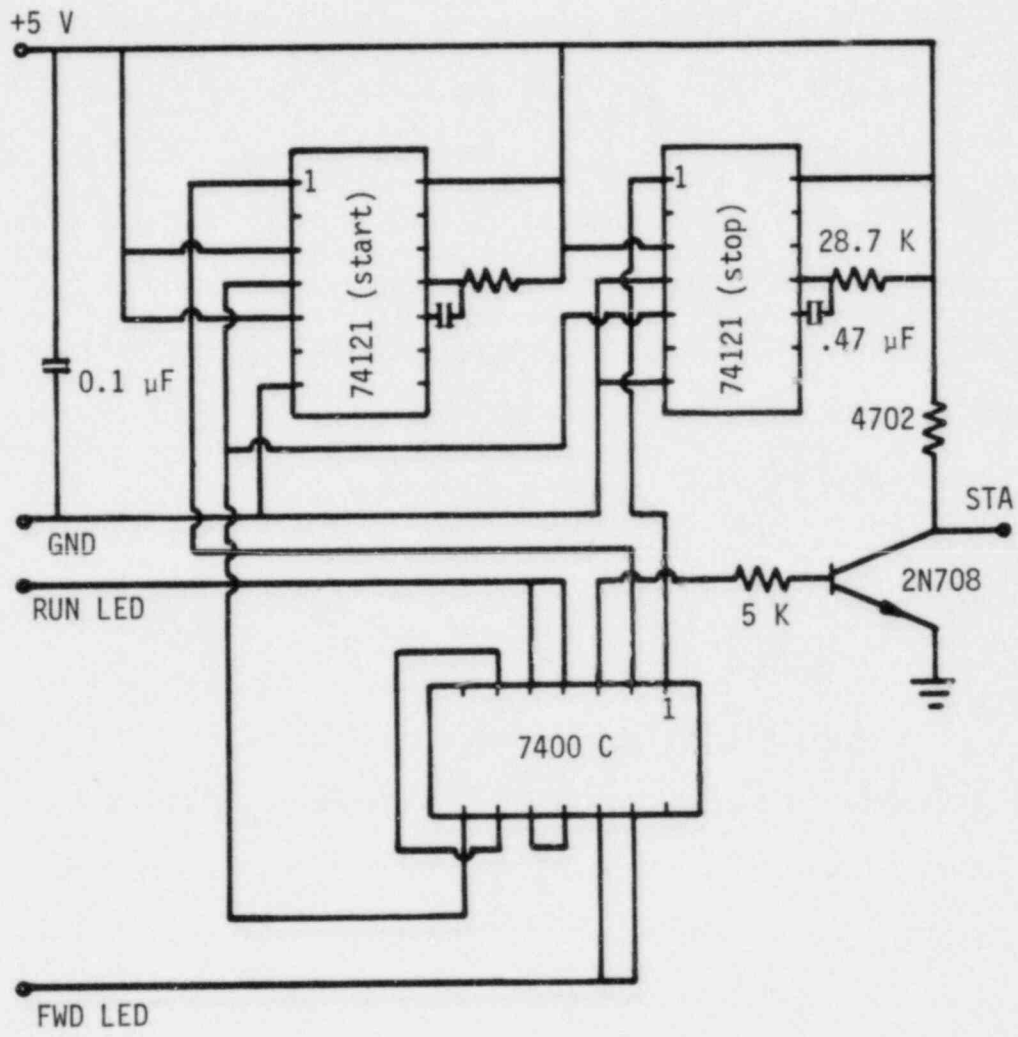 +5 V
1
74121 (start)
1
74121 (stop)
28.7 K
.47 µF
0.1 µF
4702
STA
GND
2N708
RUN LED
5 K
1
7400 C
FWD LED